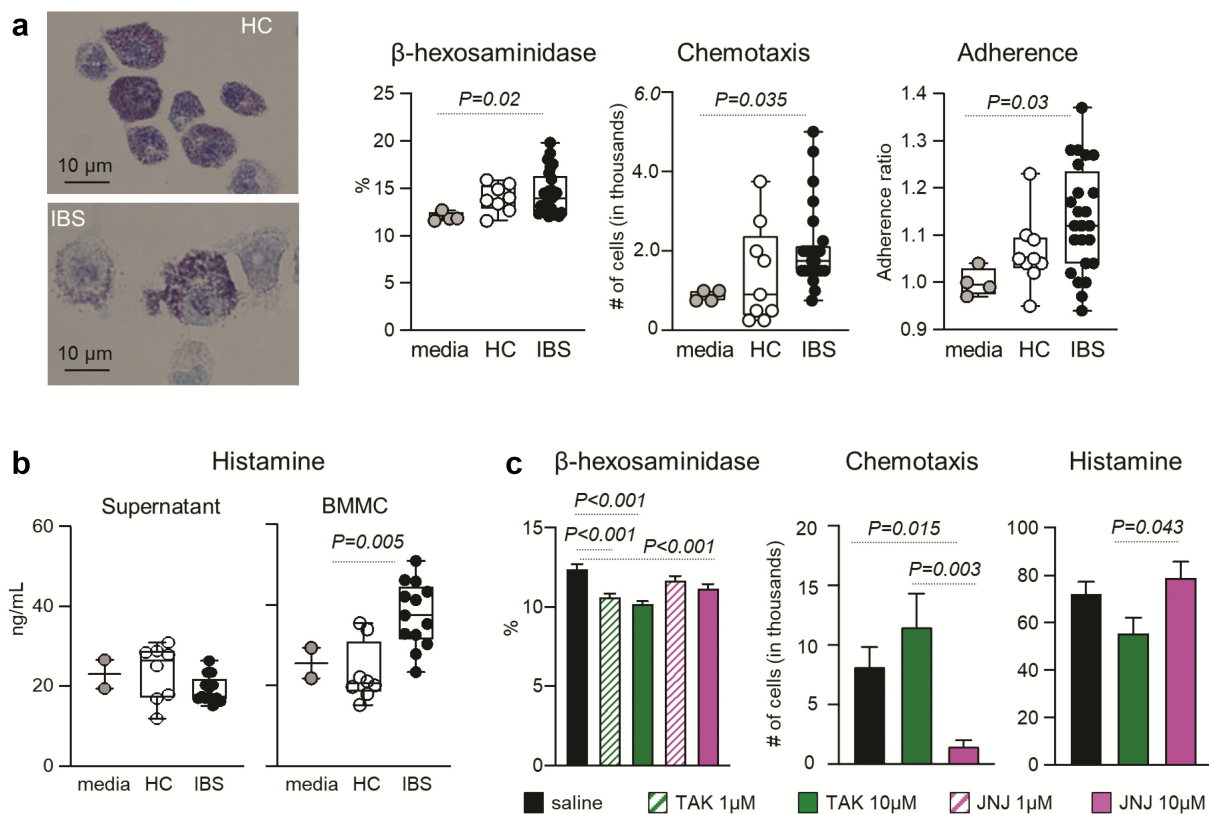 a
HC
10 µm
IBS
10 µm
β-hexosaminidase
P=0.02
%
25
20
15
10
5
0
media HC IBS
Chemotaxis
P=0.035
# of cells (in thousands)
6.0
4.0
2.0
0
media HC IBS
Adherence
P=0.03
Adherence ratio
1.4
1.3
1.2
1.1
1.0
0.9
media HC IBS
b
Histamine
Supernatant
ng/mL
60
40
20
0
media HC IBS
BMMC
P=0.005
media HC IBS
c
β-hexosaminidase
P<0.001
P<0.001
P<0.001
%
15
10
5
0
Chemotaxis
P=0.015
P=0.003
# of cells (in thousands)
20
15
10
5
0
Histamine
P=0.043
100
80
60
40
20
0
saline TAK 1µM TAK 10µM JNJ 1µM JNJ 10µM